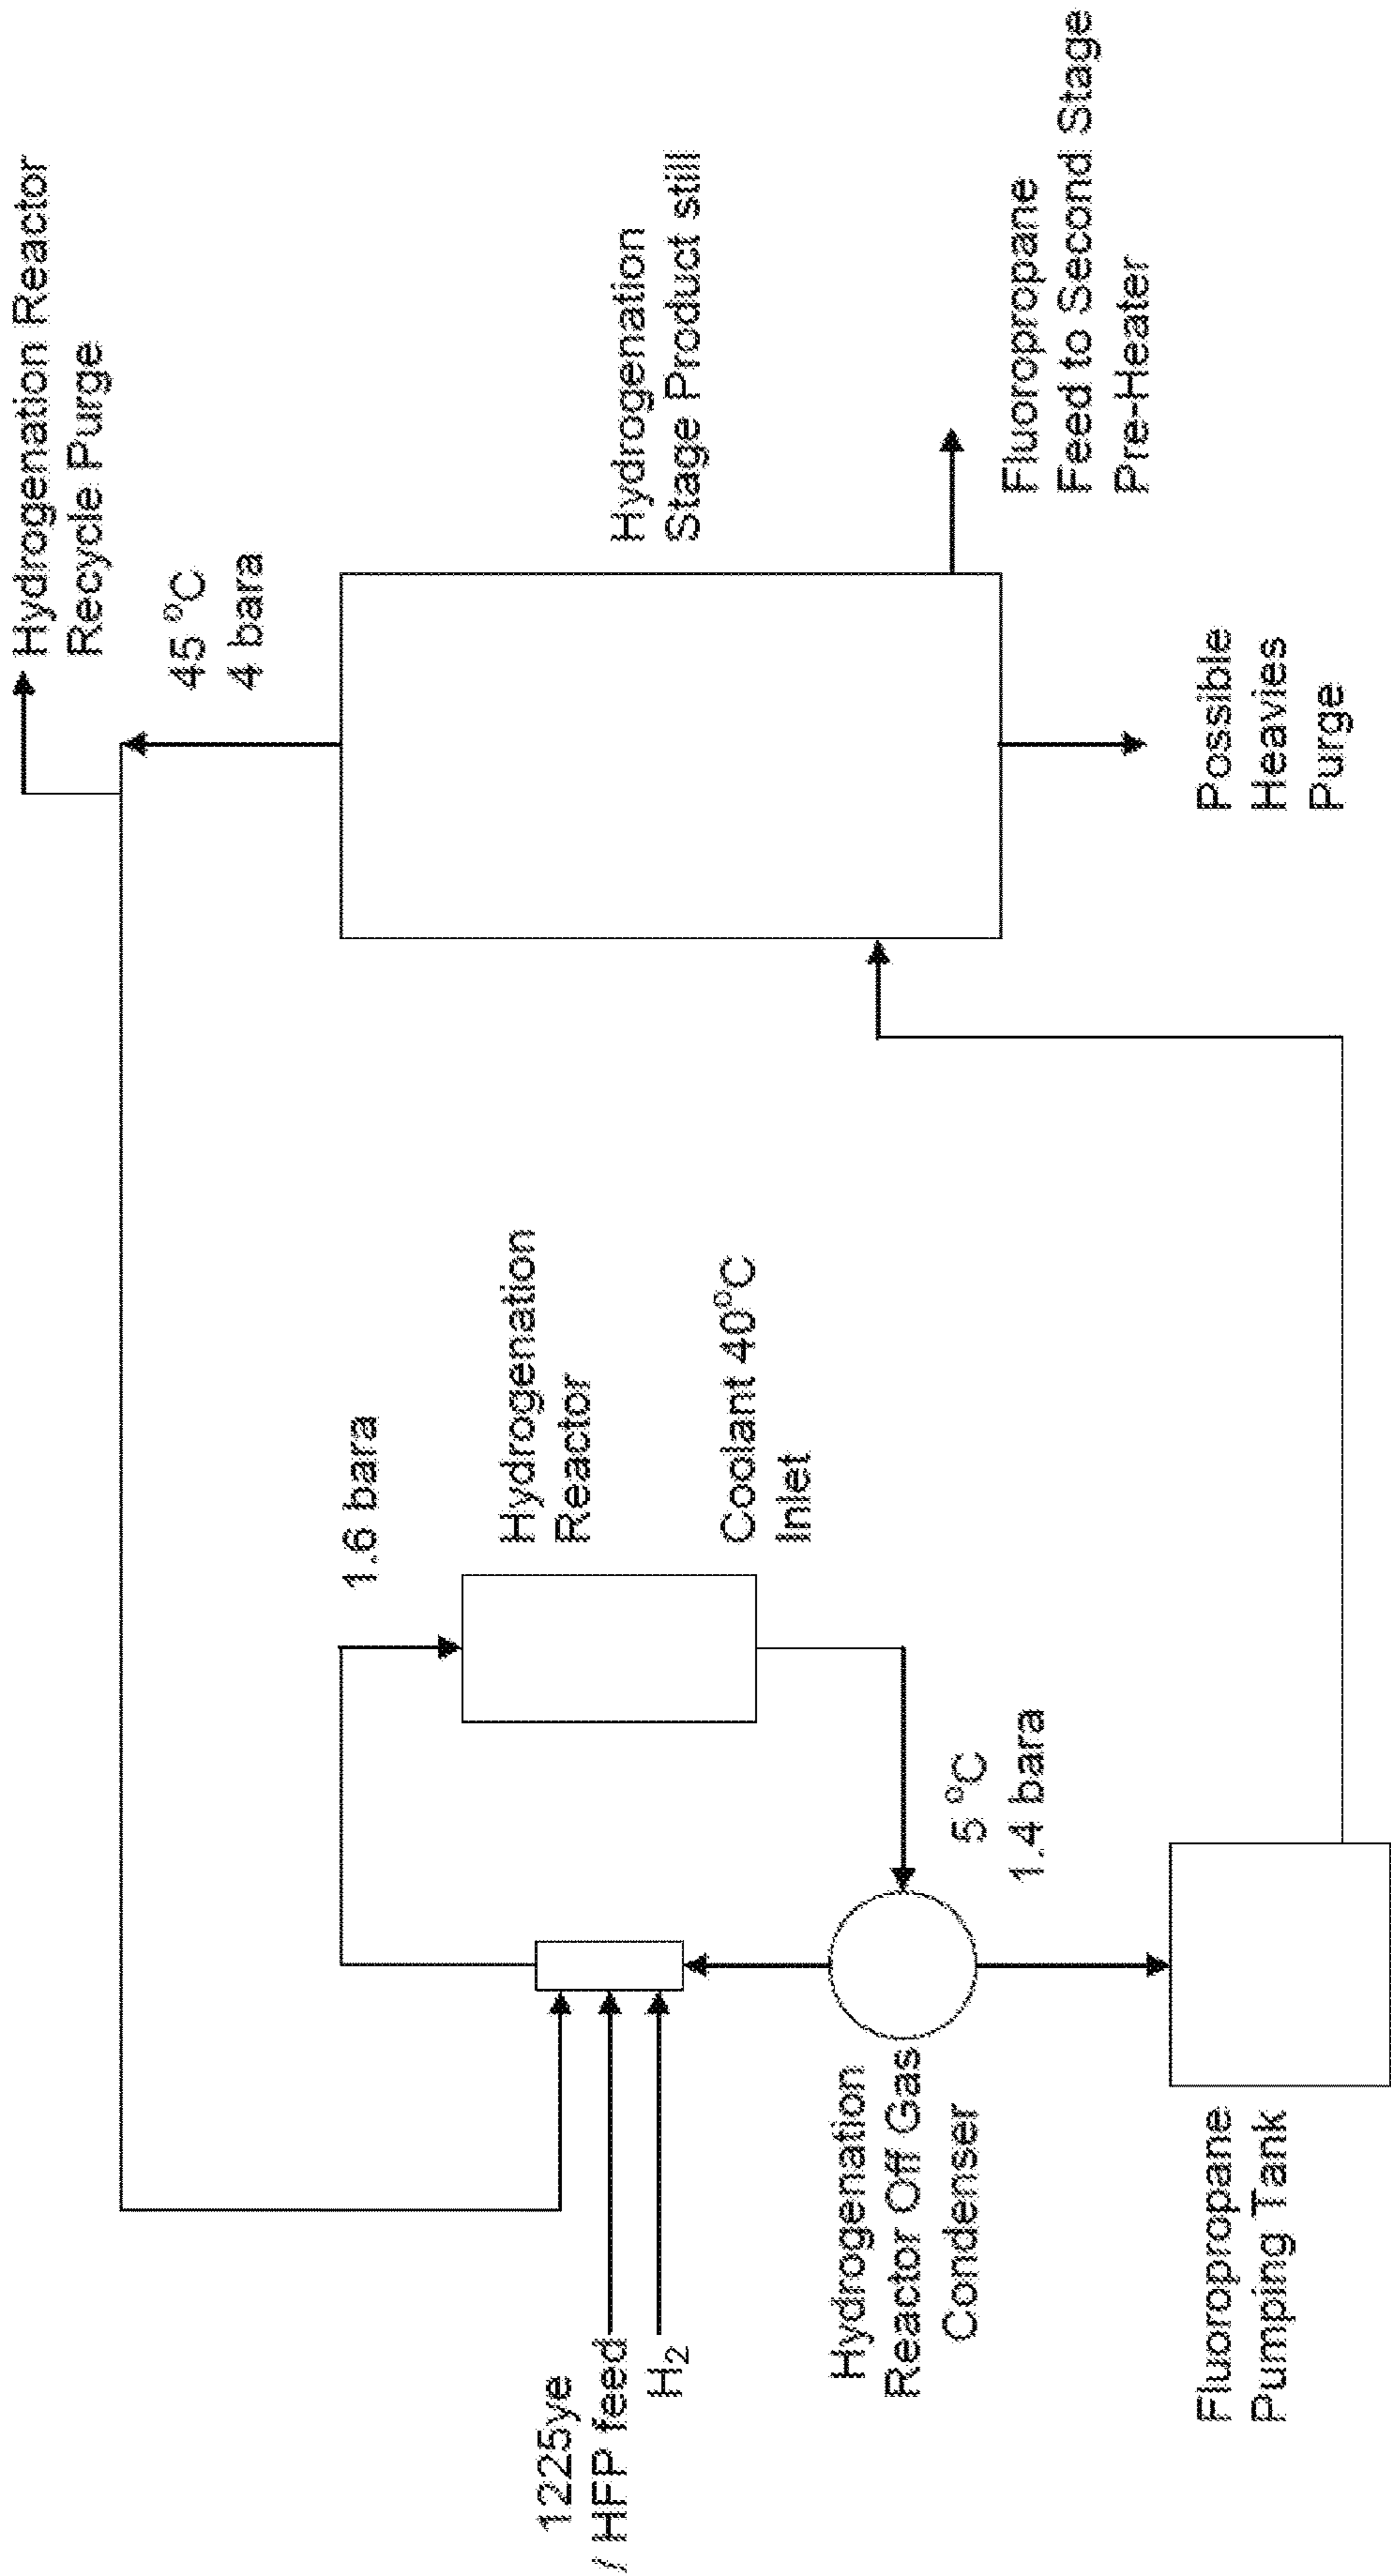 Hydrogenation Reactor
Recycle Purge
45 °C
4 bara
1.6 bara
Hydrogenation
Reactor
Coolant 40°C
Inlet
Hydrogenation
Stage Product still
1225ye
/ HFP feed
H₂
5 °C
1.4 bara
Hydrogenation
Reactor Off Gas
Condenser
Fluoropropane
Feed to Second Stage
Pre-Heater
Possible
Heavies
Purge
Fluoropropane
Pumping Tank